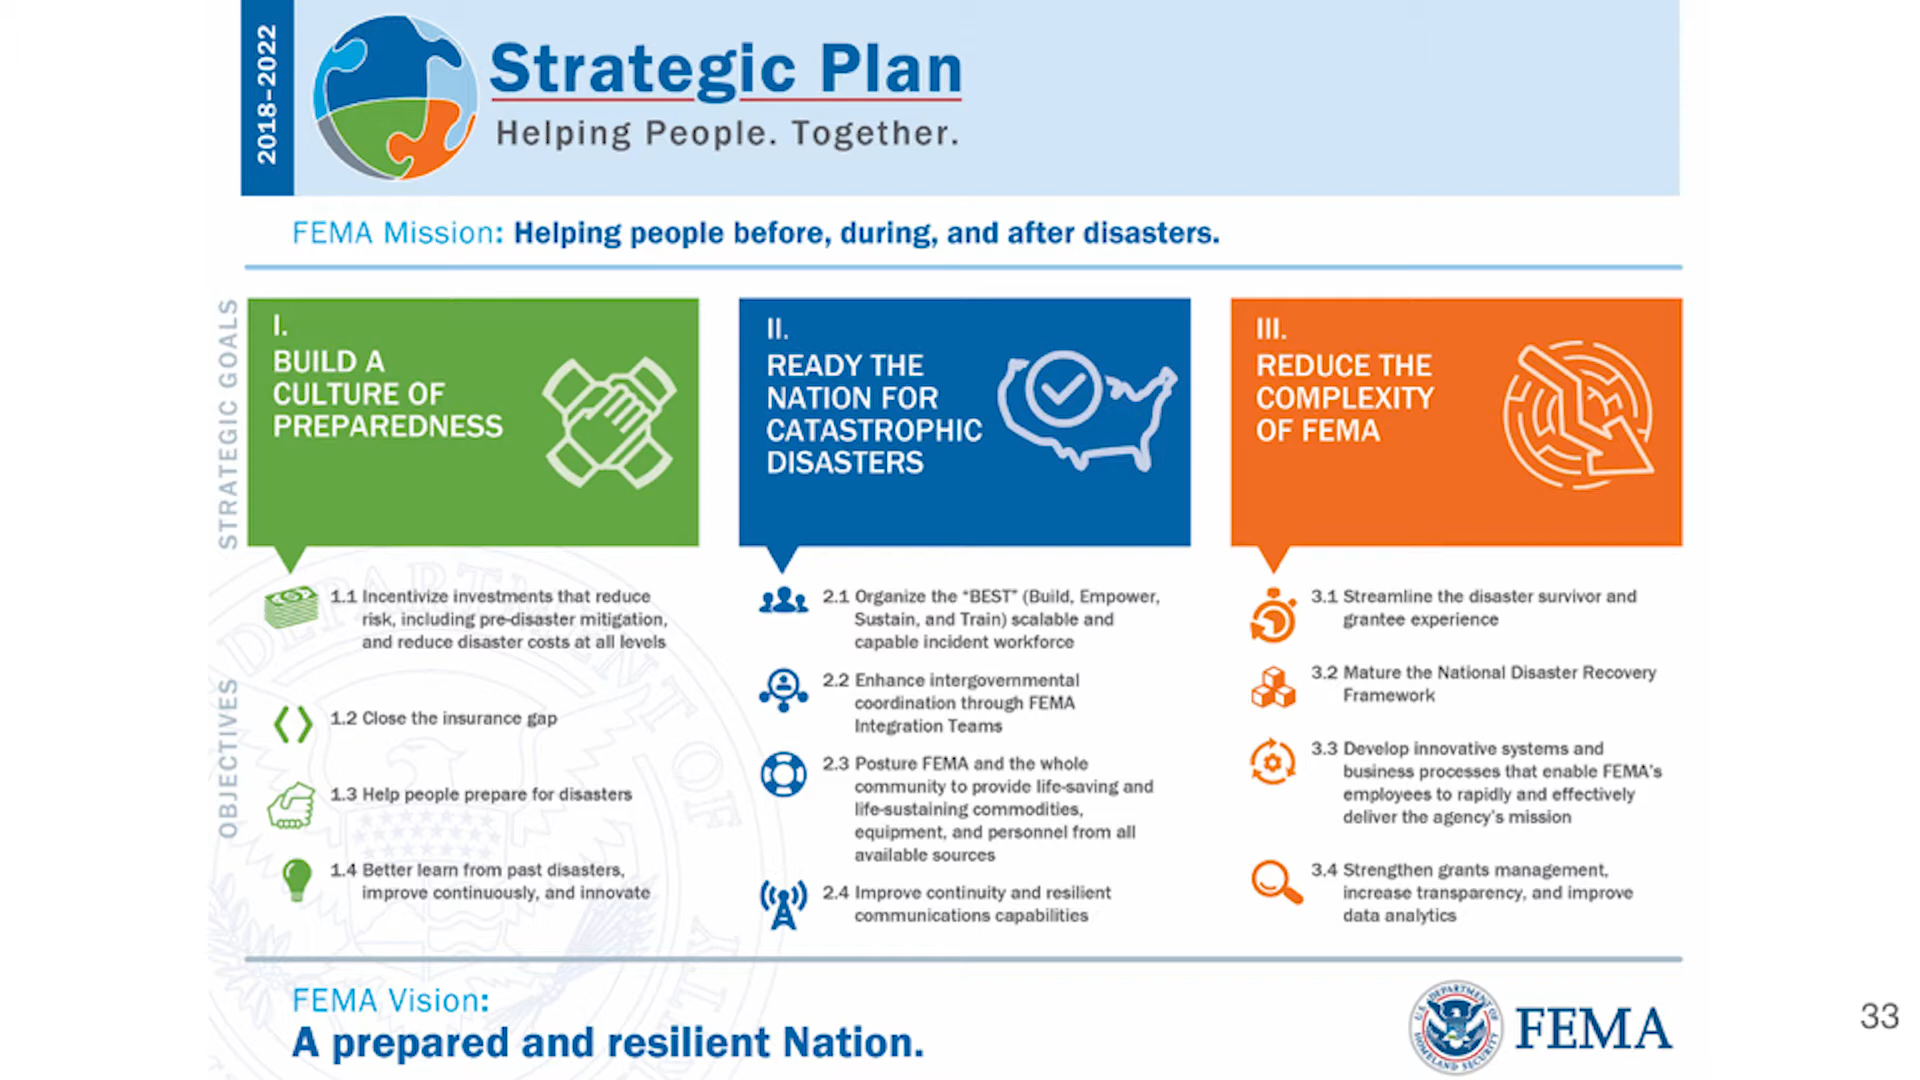 2018–2022
Strategic Plan
Helping People. Together.
FEMA Mission: Helping people before, during, and after disasters.
STRATEGIC GOALS
I.
BUILD A
CULTURE OF
PREPAREDNESS
II.
READY THE
NATION FOR
CATASTROPHIC
DISASTERS
III.
REDUCE THE
COMPLEXITY
OF FEMA
OBJECTIVES
1.1 Incentivize investments that reduce
risk, including pre-disaster mitigation,
and reduce disaster costs at all levels
1.2 Close the insurance gap
1.3 Help people prepare for disasters
1.4 Better learn from past disasters,
improve continuously, and innovate
2.1 Organize the "BEST" (Build, Empower,
Sustain, and Train) scalable and
capable incident workforce
2.2 Enhance intergovernmental
coordination through FEMA
Integration Teams
2.3 Posture FEMA and the whole
community to provide life-saving and
life-sustaining commodities,
equipment, and personnel from all
available sources
2.4 Improve continuity and resilient
communications capabilities
3.1 Streamline the disaster survivor and
grantee experience
3.2 Mature the National Disaster Recovery
Framework
3.3 Develop innovative systems and
business processes that enable FEMA's
employees to rapidly and effectively
deliver the agency's mission
3.4 Strengthen grants management,
increase transparency, and improve
data analytics
FEMA Vision:
A prepared and resilient Nation.
U.S. DEPARTMENT OF
HOMELAND SECURITY
FEMA
33